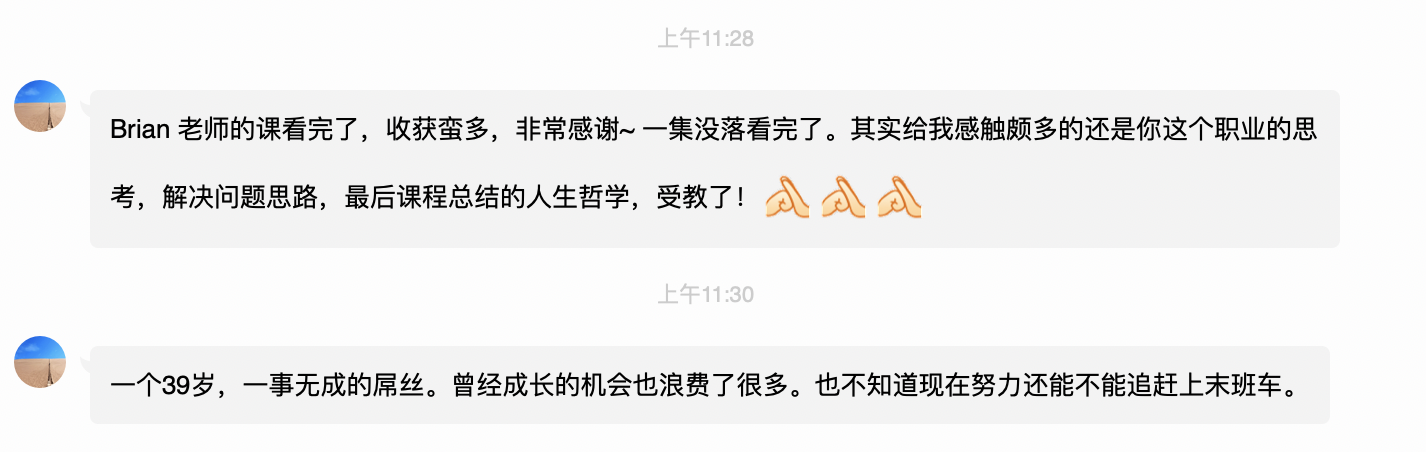 上午11:28
Brian 老师的课看完了，收获蛮多，非常感谢~ 一集没落看完了。其实给我感触颇多的还是你这个职业的思
考，解决问题思路，最后课程总结的人生哲学，受教了！
上午11:30
一个39岁，一事无成的屌丝。曾经成长的机会也浪费了很多。也不知道现在努力还能不能追赶上末班车。